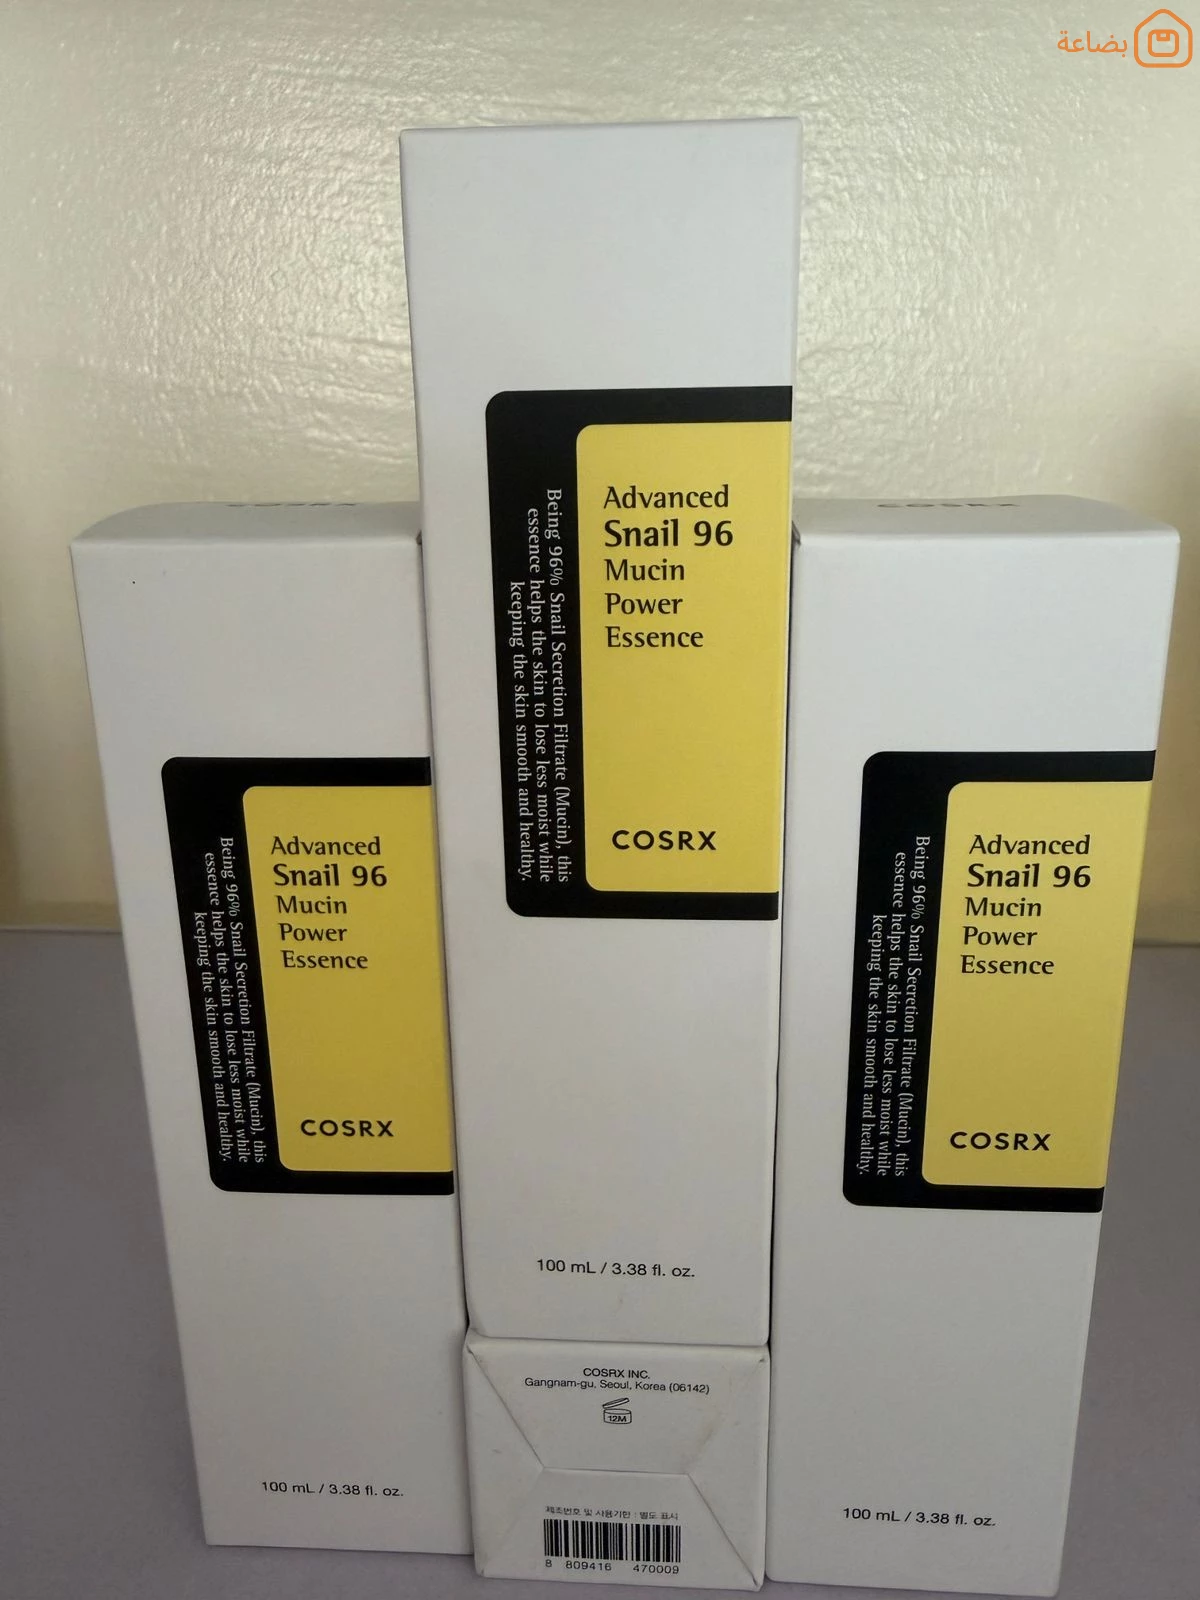 بضاعة
COSRX
COSRX
Advanced
Snail 96
Mucin
Power
Essence
COSRX
Being 96% Snail Secretion Filtrate (Mucin), this
essence helps the skin to lose less moist while
keeping the skin smooth and healthy.
100 mL / 3.38 fl. oz.
Advanced
Snail 96
Mucin
Power
Essence
COSRX
Being 96% Snail Secretion Filtrate (Mucin), this
essence helps the skin to lose less moist while
keeping the skin smooth and healthy.
100 mL / 3.38 fl. oz.
Advanced
Snail 96
Mucin
Power
Essence
COSRX
Being 96% Snail Secretion Filtrate (Mucin), this
essence helps the skin to lose less moist while
keeping the skin smooth and healthy.
100 mL / 3.38 fl. oz.
COSRX INC.
Gangnam-gu, Seoul, Korea (06142)
12M
제조번호 및 사용기한 : 별도 표시
8 809416 470009